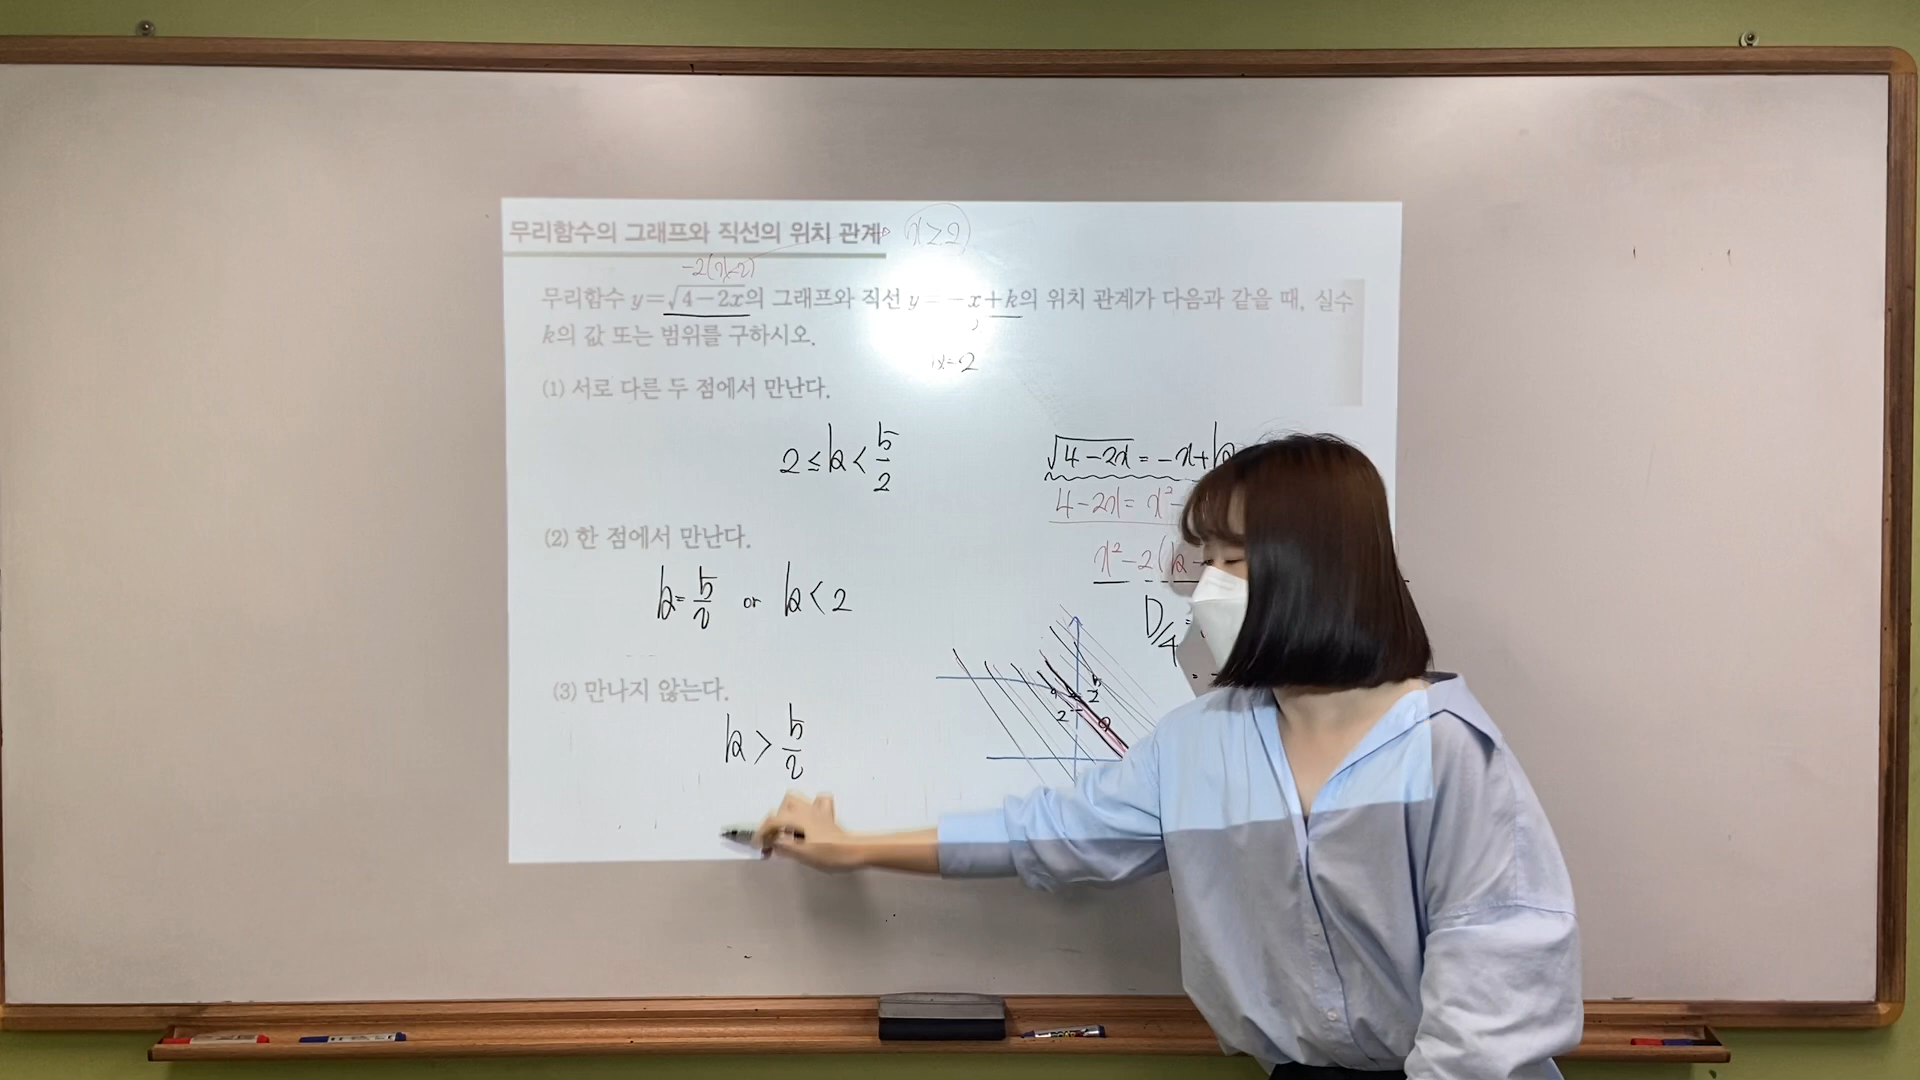 무리함수의 그래프와 직선의 위치 관계
x≥2
-2(x-2)
무리함수 y=√4-2x의 그래프와 직선 y=-x+k의 위치 관계가 다음과 같을 때, 실수
k의 값 또는 범위를 구하시오.
x=2
(1) 서로 다른 두 점에서 만난다.
2≤k<5/2
√4-2x=-x+k
4-2x=x²-
(2) 한 점에서 만난다.
x²-2(k-
k=5/2 or k<2
D/4=
(3) 만나지 않는다.
5/2
2
k>5/2